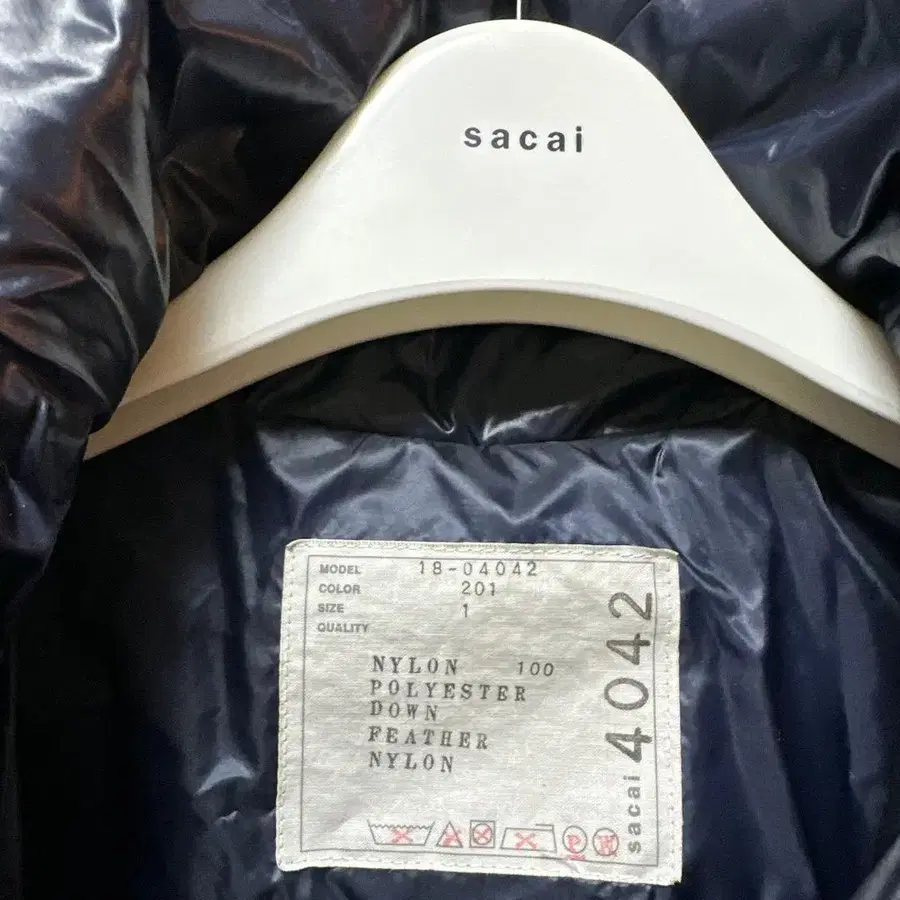 sacai
MODEL 18-04042
COLOR 201
SIZE 1
QUALITY
NYLON 100
POLYESTER
DOWN
FEATHER
NYLON
P W
sacai 4042